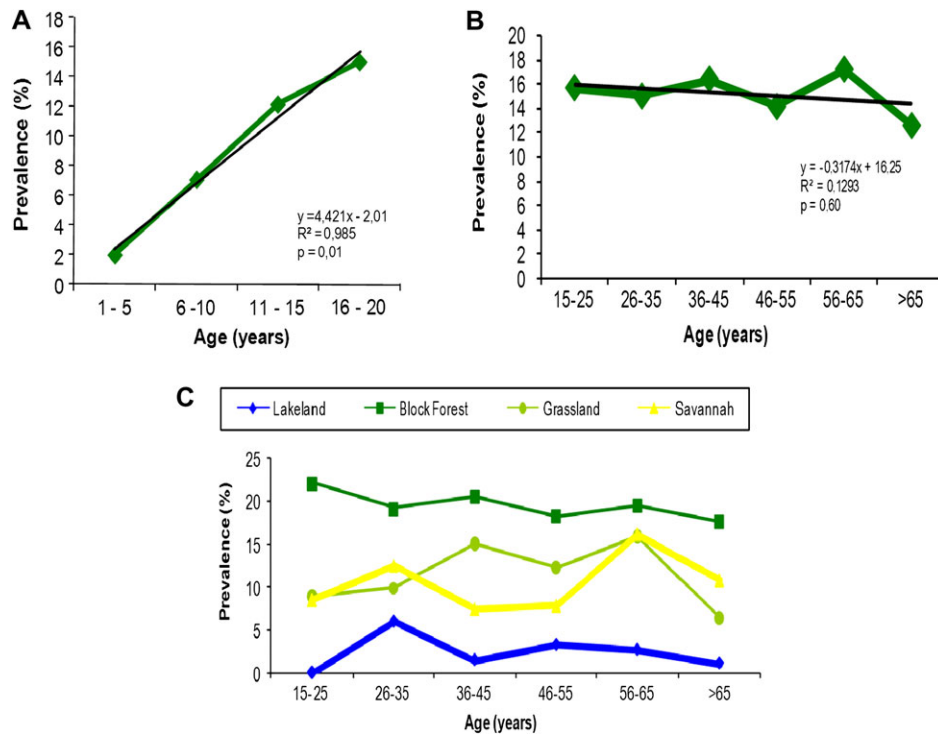 A
Prevalence (%)
18
16
14
12
10
8
6
4
2
0
y =4,421x - 2,01
R² = 0,985
p = 0,01
1 - 5 6 -10 11 - 15 16 - 20
Age (years)
B
Prevalence (%)
20
18
16
14
12
10
8
6
4
2
0
y = -0.3174x + 16.25
R² = 0,1293
p = 0,60
15-25 26-35 36-45 46-55 56-65 >65
Age (years)
C
Lakeland Block Forest Grassland Savannah
Prevalence (%)
25
20
15
10
5
0
15-25 26-35 36-45 46-55 56-65 >65
Age (years)